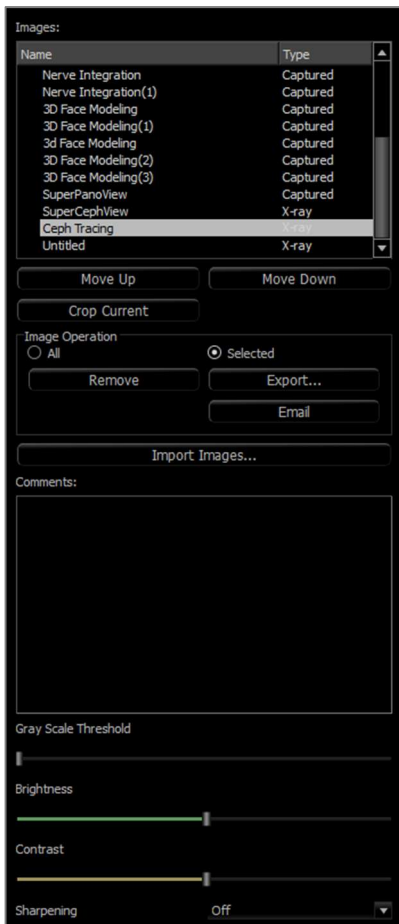 Images:
Name Type
Nerve Integration Captured
Nerve Integration(1) Captured
3D Face Modeling Captured
3D Face Modeling(1) Captured
3d Face Modeling Captured
3D Face Modeling(2) Captured
3D Face Modeling(3) Captured
SuperPanoView Captured
SuperCephView X-ray
Ceph Tracing X-ray
Untitled X-ray
Move Up Move Down
Crop Current
Image Operation
All Selected
Remove Export...
Email
Import Images...
Comments:
Gray Scale Threshold
Brightness
Contrast
Sharpening Off